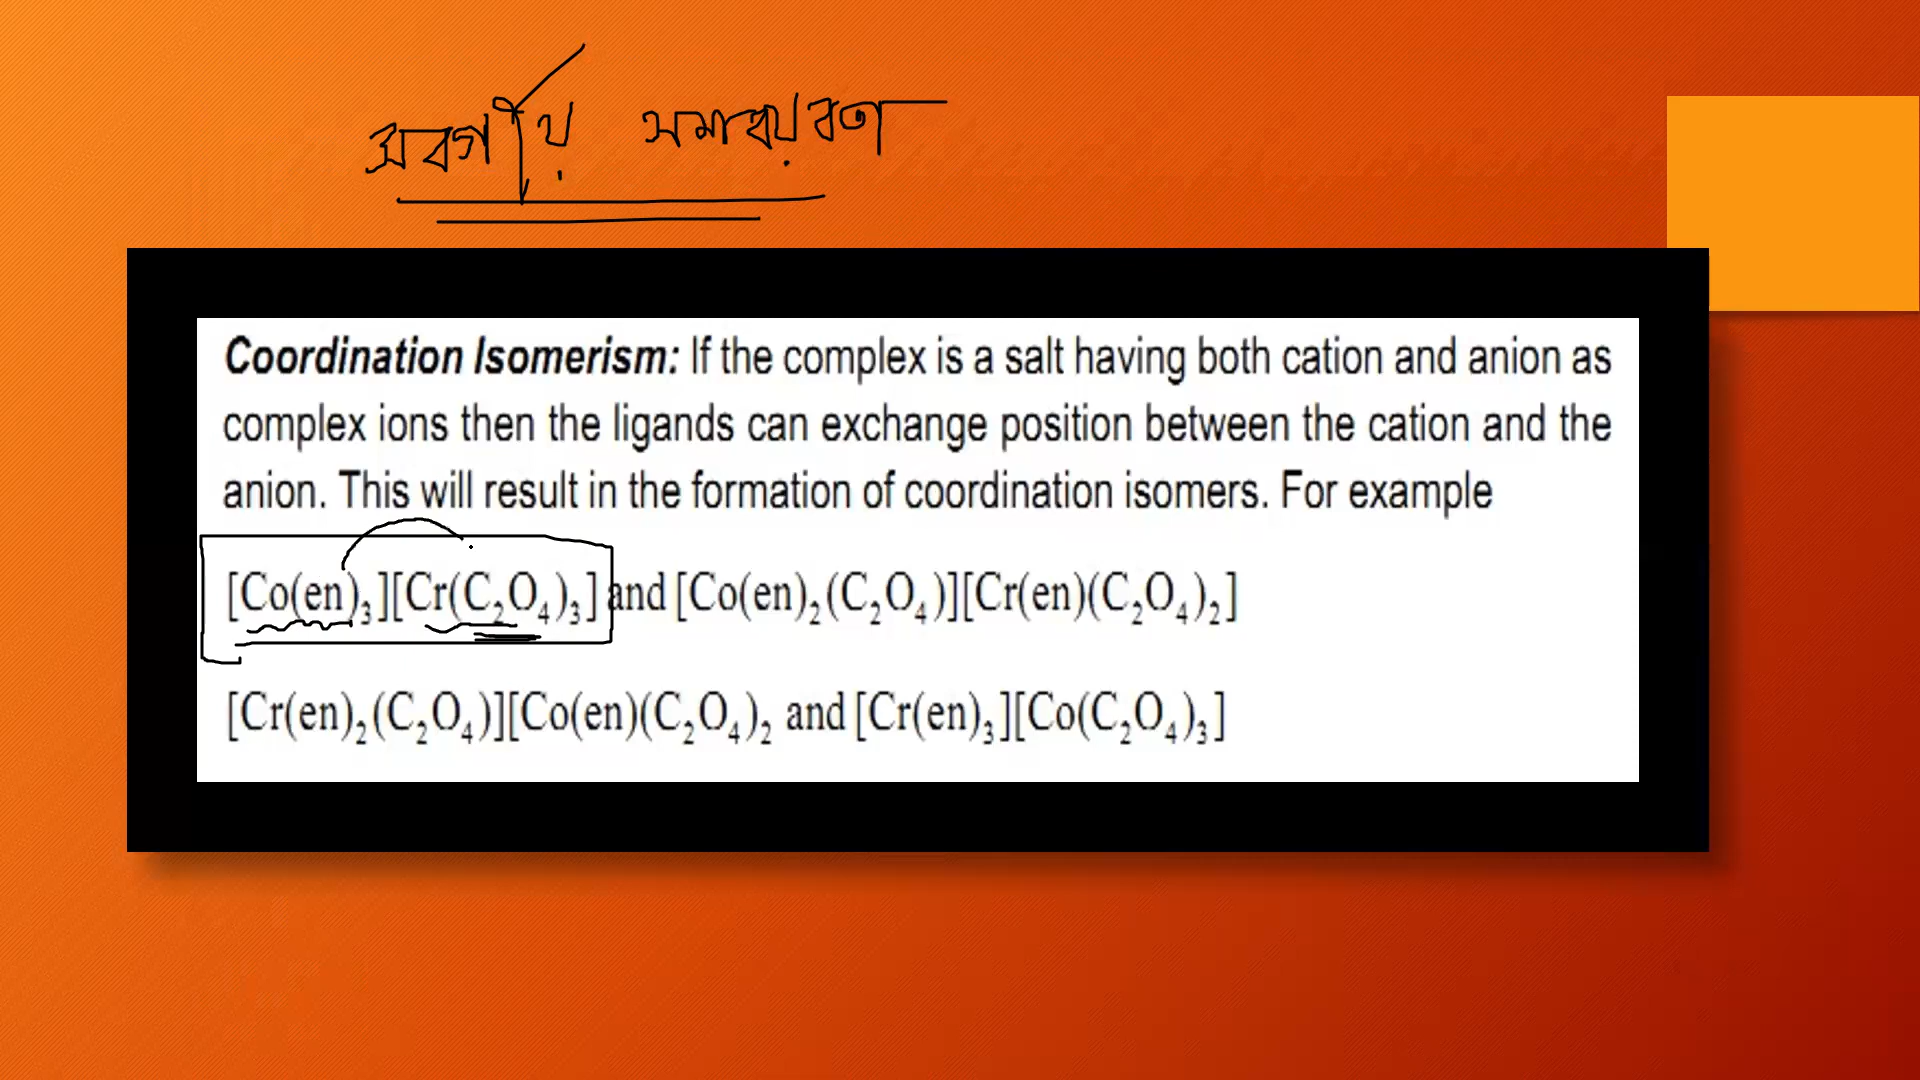 সবর্গীয় সমাবয়বতা
Coordination Isomerism: If the complex is a salt having both cation and anion as
complex ions then the ligands can exchange position between the cation and the
anion. This will result in the formation of coordination isomers. For example
[Co(en)₃][Cr(C₂O₄)₃] and [Co(en)₂(C₂O₄)][Cr(en)(C₂O₄)₂]
[Cr(en)₂(C₂O₄)][Co(en)(C₂O₄)₂ and [Cr(en)₃][Co(C₂O₄)₃]